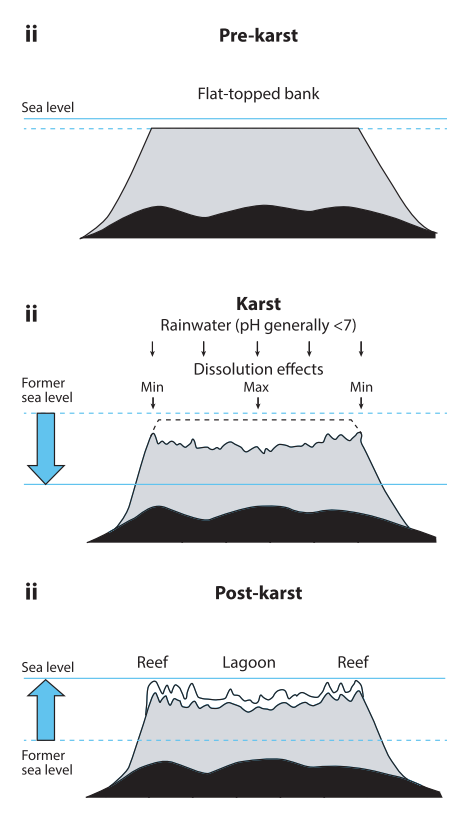 ii
Pre-karst
Flat-topped bank
Sea level
ii
Karst
Rainwater (pH generally <7)
Dissolution effects
Former
sea level
Min
Max
Min
ii
Post-karst
Reef
Lagoon
Reef
Sea level
Former
sea level